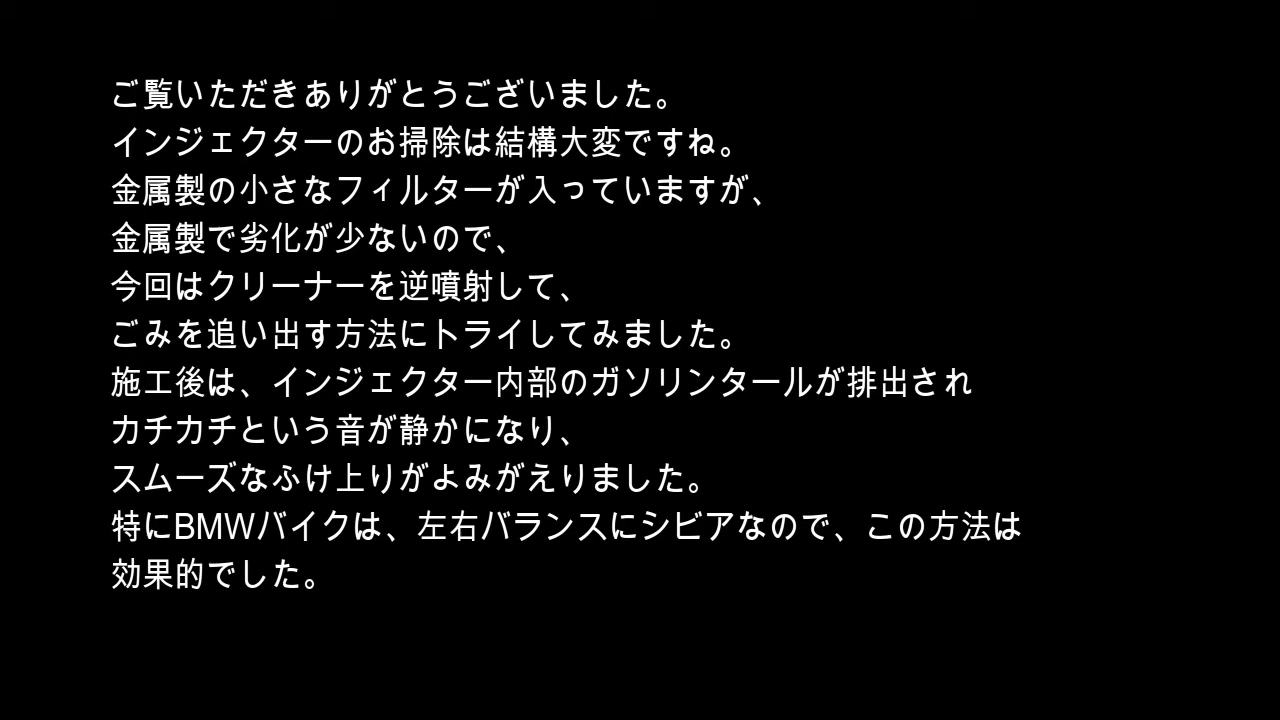 ご覧いただきありがとうございました。
インジェクターのお掃除は結構大変ですね。
金属製の小さなフィルターが入っていますが、
金属製で劣化が少ないので、
今回はクリーナーを逆噴射して、
ごみを追い出す方法にトライしてみました。
施工後は、インジェクター内部のガソリンタールが排出され
カチカチという音が静かになり、
スムーズなふけ上りがよみがえりました。
特にBMWバイクは、左右バランスにシビアなので、この方法は
効果的でした。